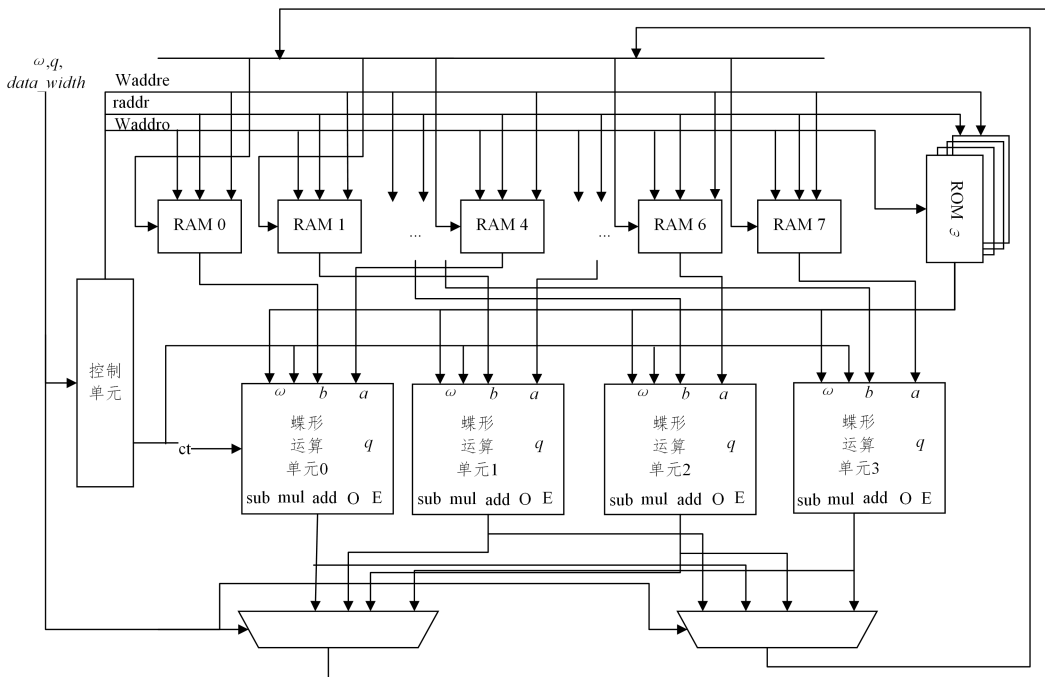 ω,q,
data_width
Waddre
raddr
Waddro
RAM 0
RAM 1
...
RAM 4
...
RAM 6
RAM 7
ROM ω
控制
单元
ct
ω b a
蝶形
运算
单元0
q
sub mul add O E
ω b a
蝶形
运算
单元1
q
sub mul add O E
ω b a
蝶形
运算
单元2
q
sub mul add O E
ω b a
蝶形
运算
单元3
q
sub mul add O E